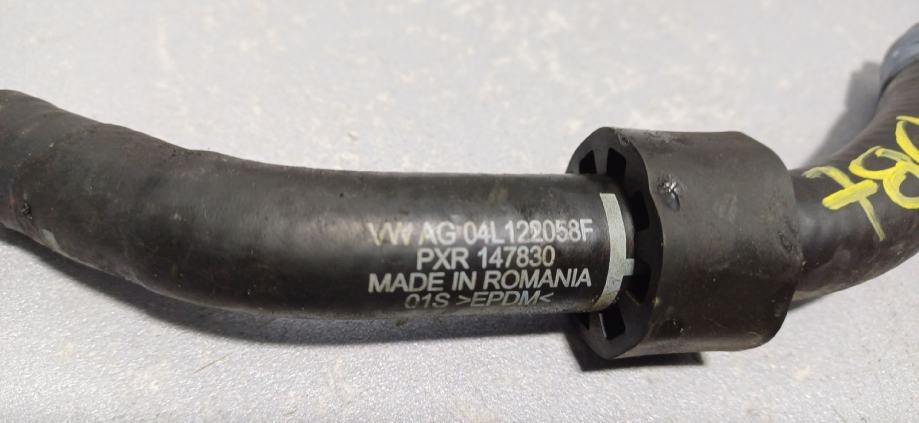 VW AG 04L122058F
PXR 147830
MADE IN ROMANIA
01S >EPDM<